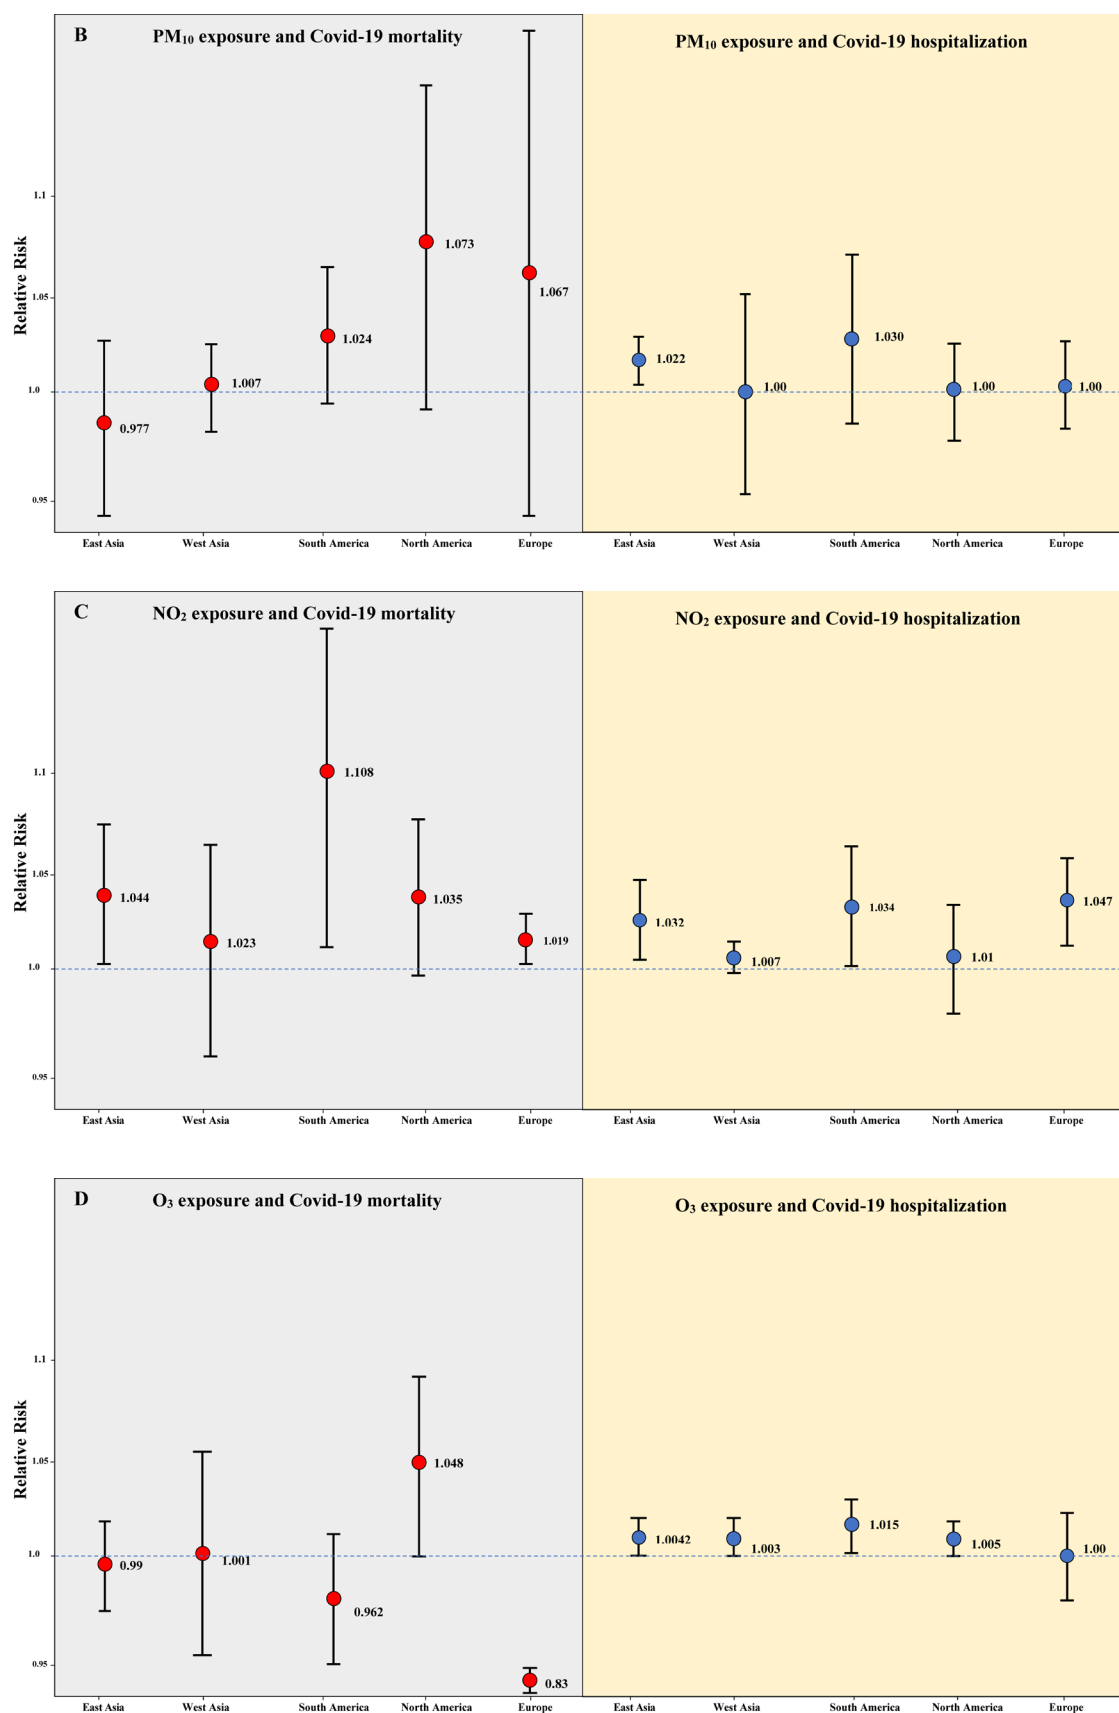 B
PM₁₀ exposure and Covid-19 mortality
PM₁₀ exposure and Covid-19 hospitalization
Relative Risk
1.1
1.05
1.0
0.95
0.977
1.007
1.024
1.073
1.067
1.022
1.00
1.030
1.00
1.00
East Asia West Asia South America North America Europe East Asia West Asia South America North America Europe
C
NO₂ exposure and Covid-19 mortality
NO₂ exposure and Covid-19 hospitalization
Relative Risk
1.1
1.05
1.0
0.95
1.044
1.023
1.108
1.035
1.019
1.032
1.007
1.034
1.01
1.047
East Asia West Asia South America North America Europe East Asia West Asia South America North America Europe
D
O₃ exposure and Covid-19 mortality
O₃ exposure and Covid-19 hospitalization
Relative Risk
1.1
1.05
1.0
0.95
0.99
1.001
0.962
1.048
0.83
1.0042
1.003
1.015
1.005
1.00
East Asia West Asia South America North America Europe East Asia West Asia South America North America Europe